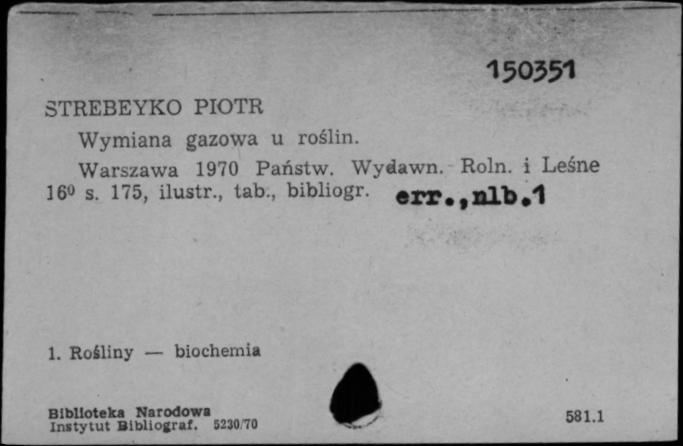 150351
STREBEYKO PIOTR
Wymiana gazowa u roślin.
Warszawa 1970 Państw. Wydawn. Roln. i Leśne
16⁰ s. 175, ilustr., tab., bibliogr. err.,nlb.1
1. Rośliny — biochemia
Biblioteka Narodowa
Instytut Bibliograf. 5230/70
581.1